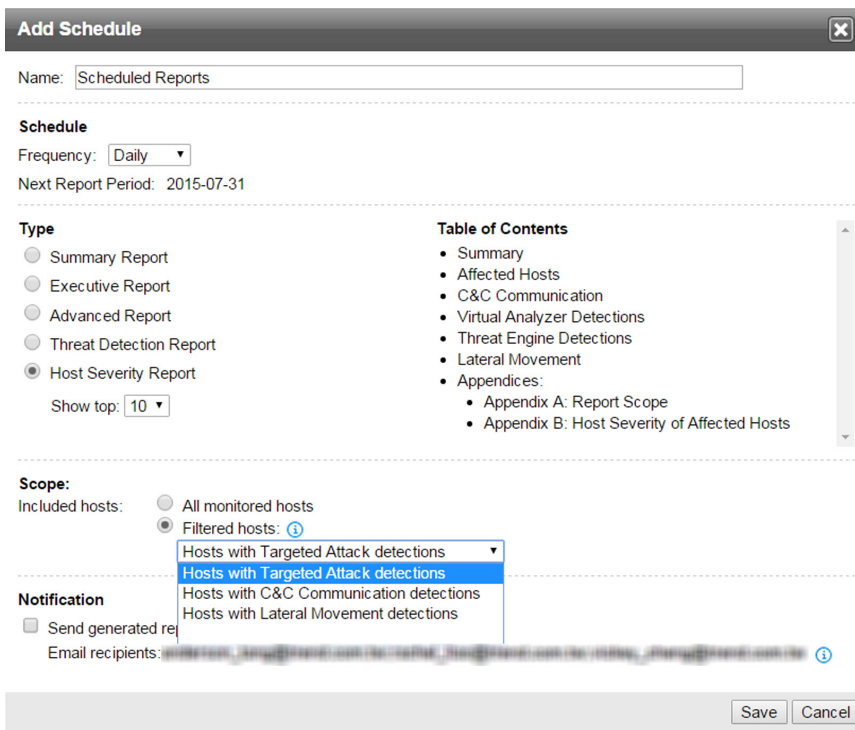 Add Schedule
Name: Scheduled Reports
Schedule
Frequency: Daily
Next Report Period: 2015-07-31
Type
Summary Report
Executive Report
Advanced Report
Threat Detection Report
Host Severity Report
Show top: 10
Table of Contents
Summary
Affected Hosts
C&C Communication
Virtual Analyzer Detections
Threat Engine Detections
Lateral Movement
Appendices:
Appendix A: Report Scope
Appendix B: Host Severity of Affected Hosts
Scope:
Included hosts:
All monitored hosts
Filtered hosts:
Hosts with Targeted Attack detections
Hosts with Targeted Attack detections
Hosts with C&C Communication detections
Hosts with Lateral Movement detections
Notification
Send generated
Email recipients:
Save Cancel